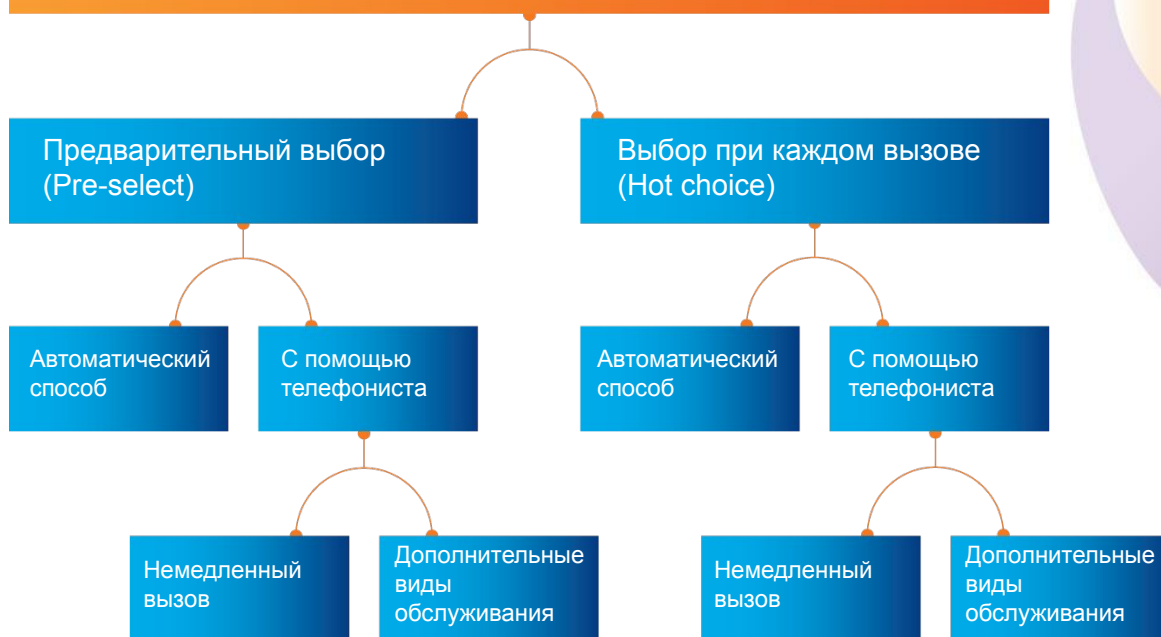 Предварительный выбор
(Pre-select)
Выбор при каждом вызове
(Hot choice)
Автоматический
способ
С помощью
телефониста
Автоматический
способ
С помощью
телефониста
Немедленный
вызов
Дополнительные
виды
обслуживания
Немедленный
вызов
Дополнительные
виды
обслуживания